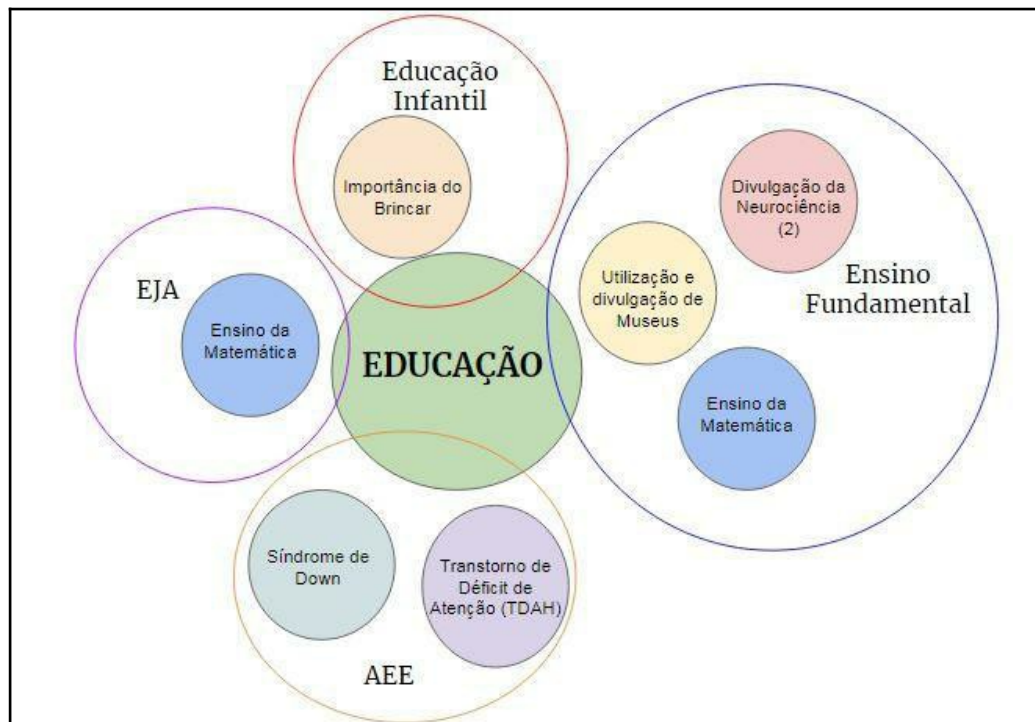 Educação
Infantil
Importância do
Brincar
EJA
Ensino da
Matemática
EDUCAÇÃO
Divulgação da
Neurociência
(2)
Utilização e
divulgação de
Museus
Ensino
Fundamental
Ensino da
Matemática
Síndrome de
Down
Transtorno de
Déficit de
Atenção (TDAH)
AEE